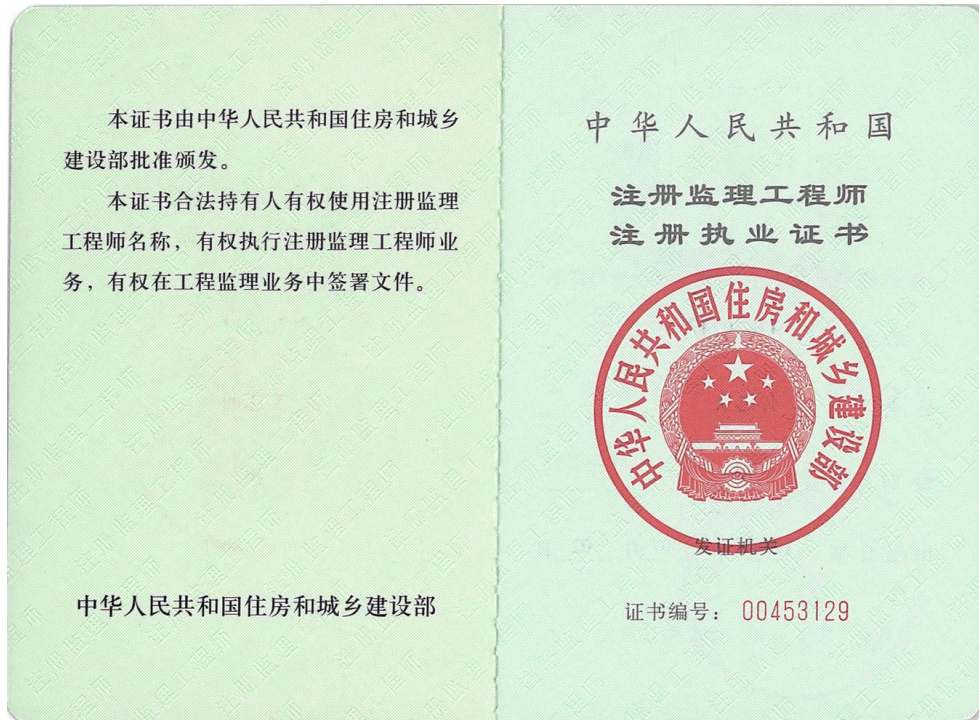 本证书由中华人民共和国住房和城乡
建设部批准颁发。
本证书合法持有人有权使用注册监理
工程师名称，有权执行注册监理工程师业
务，有权在工程监理业务中签署文件。
中华人民共和国住房和城乡建设部
中华人民共和国
注册监理工程师
注册执业证书
中华人民共和国住房和城乡建设部
发证机关
证书编号： 00453129